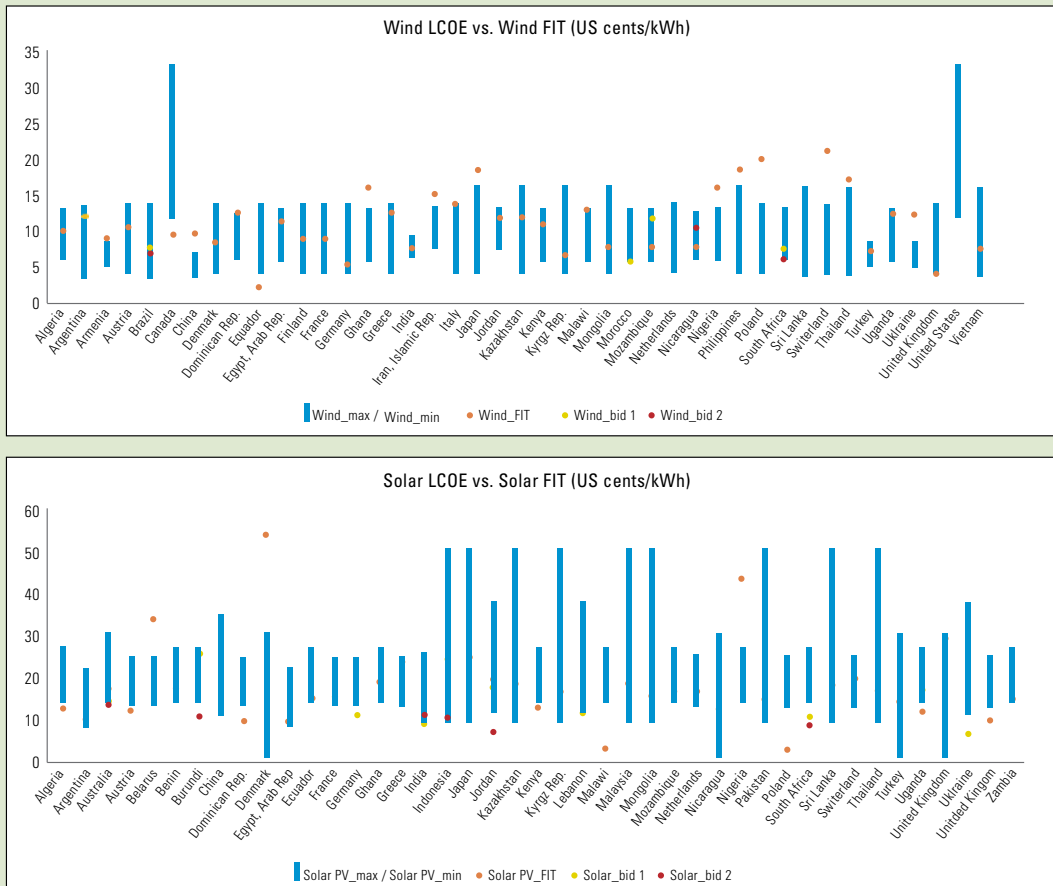 Wind LCOE vs. Wind FIT (US cents/kWh)
35
30
25
20
15
10
5
0
Algeria
Argentina
Armenia
Austria
Brazil
Canada
China
Denmark
Dominican Rep.
Equador
Egypt, Arab Rep.
Finland
France
Germany
Ghana
Greece
India
Iran, Islamic Rep.
Italy
Japan
Jordan
Kazakhstan
Kenya
Kyrgz Rep.
Malawi
Mongolia
Morocco
Mozambique
Netherlands
Nicaragua
Nigeria
Philippines
Poland
South Africa
Sri Lanka
Switzerland
Thailand
Turkey
Uganda
Ukraine
United Kingdom
United States
Vietnam
Wind_max / Wind_min Wind_FIT Wind_bid 1 Wind_bid 2
Solar LCOE vs. Solar FIT (US cents/kWh)
60
50
40
30
20
10
0
Algeria
Argentina
Australia
Austria
Belarus
Benin
Burundi
China
Dominican Rep.
Denmark
Egypt, Arab Rep
Ecuador
France
Germany
Ghana
Greece
India
Indonesia
Japan
Jordan
Kazakhstan
Kenya
Kyrgz Rep.
Lebanon
Malawi
Malaysia
Mongolia
Mozambique
Netherlands
Nicaragua
Nigeria
Pakistan
Poland
South Africa
Sri Lanka
Switerland
Thailand
Turkey
Uganda
United Kingdom
Ukraine
Unitded Kingom
Zambia
Solar PV_max / Solar PV_min Solar PV_FIT Solar_bid 1 Solar_bid 2